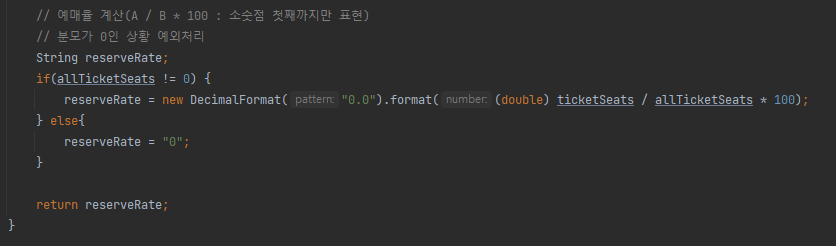 // 예매율 계산(A / B * 100 : 소숫점 첫째까지만 표현)
// 분모가 0인 상황 예외처리
String reserveRate;
if(allTicketSeats != 0) {
reserveRate = new DecimalFormat( pattern: "0.0").format( number: (double) ticketSeats / allTicketSeats * 100);
} else{
reserveRate = "0";
}
return reserveRate;
}